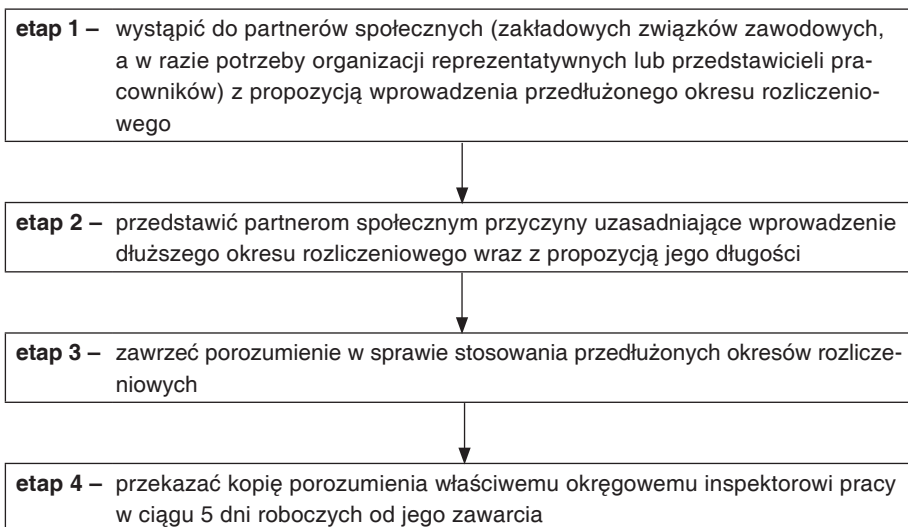 etap 1 – wystąpić do partnerów społecznych (zakładowych związków zawodowych,
a w razie potrzeby organizacji reprezentatywnych lub przedstawicieli pra-
cowników) z propozycją wprowadzenia przedłużonego okresu rozliczenio-
wego
etap 2 – przedstawić partnerom społecznym przyczyny uzasadniające wprowadzenie
dłuższego okresu rozliczeniowego wraz z propozycją jego długości
etap 3 – zawrzeć porozumienie w sprawie stosowania przedłużonych okresów rozlicze-
niowych
etap 4 – przekazać kopię porozumienia właściwemu okręgowemu inspektorowi pracy
w ciągu 5 dni roboczych od jego zawarcia